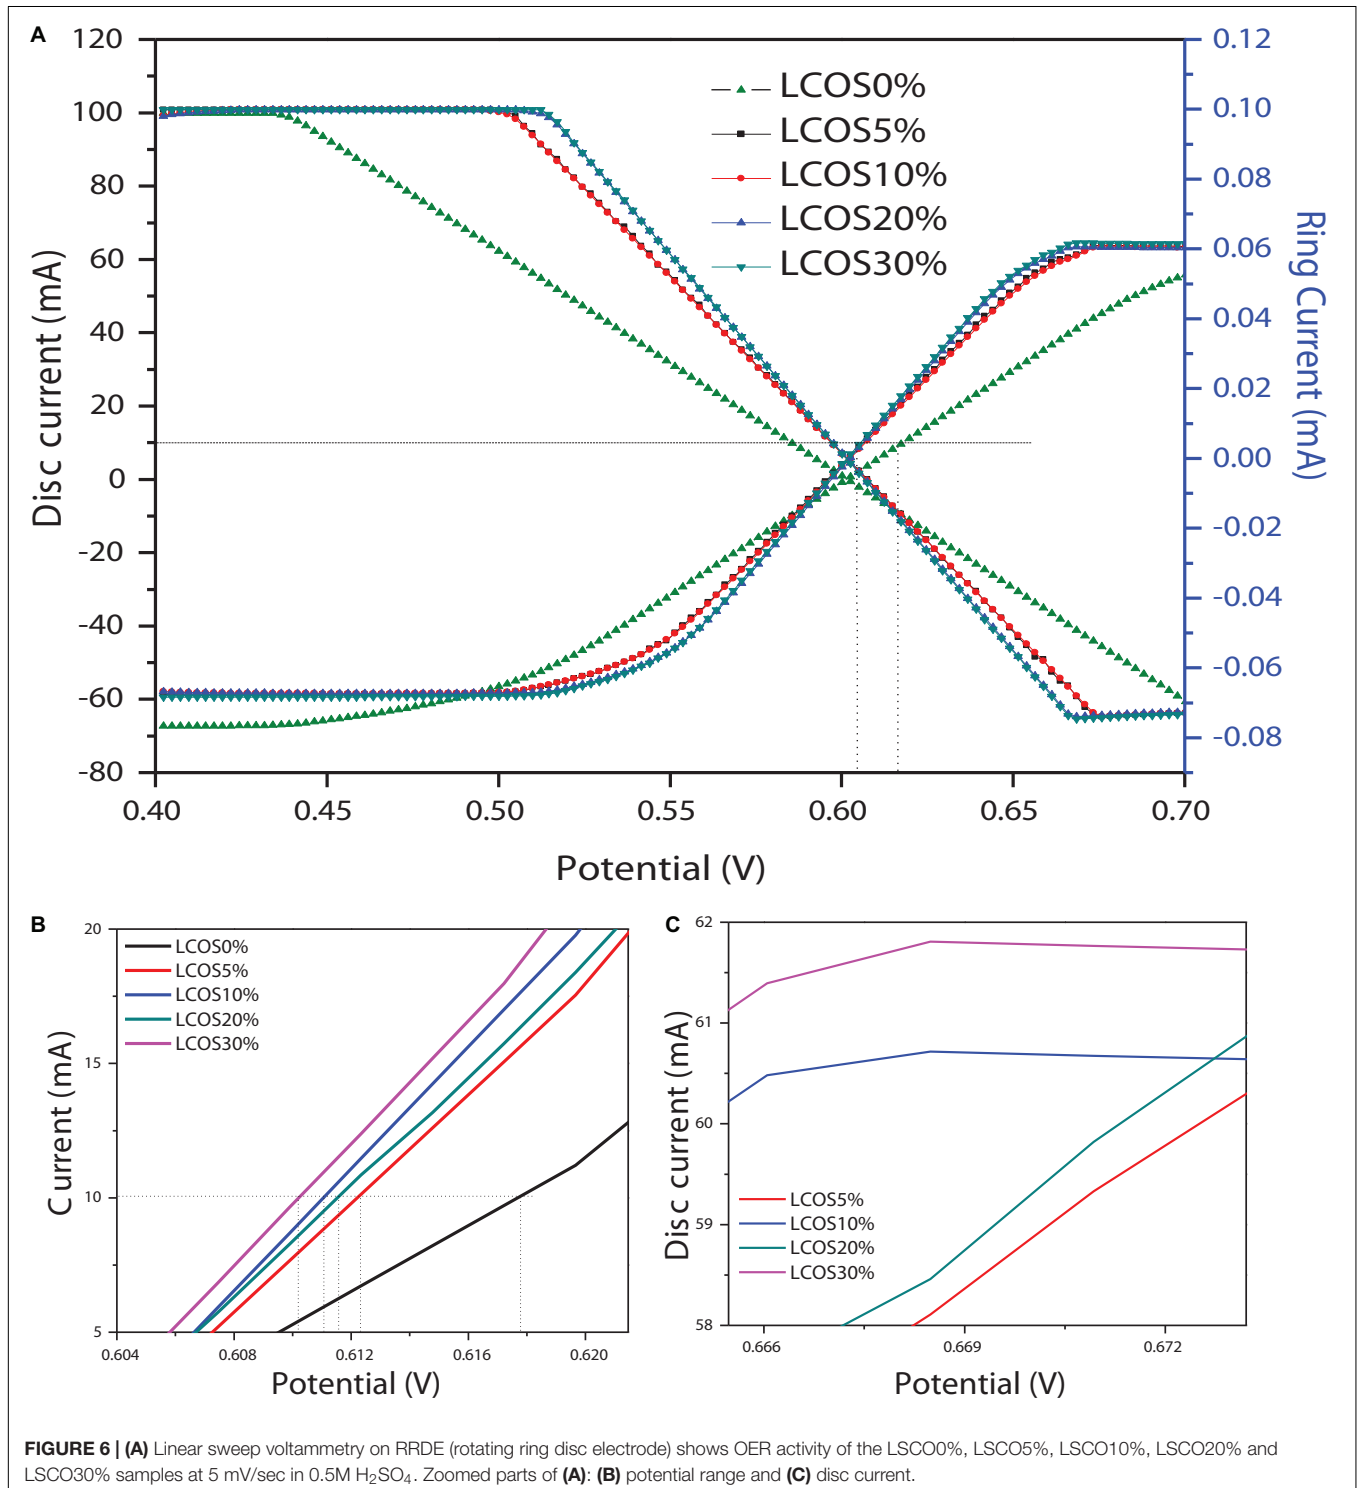 A
120
100
80
60
40
20
0
-20
-40
-60
-80
Disc current (mA)
0.12
0.10
0.08
0.06
0.04
0.02
0.00
-0.02
-0.04
-0.06
-0.08
Ring Current (mA)
LCOS0%
LCOS5%
LCOS10%
LCOS20%
LCOS30%
0.40 0.45 0.50 0.55 0.60 0.65 0.70
Potential (V)
B
20
15
10
5
Current (mA)
LCOS0%
LCOS5%
LCOS10%
LCOS20%
LCOS30%
0.604 0.608 0.612 0.616 0.620
Potential (V)
C
62
61
60
59
58
Disc current (mA)
LCOS5%
LCOS10%
LCOS20%
LCOS30%
0.666 0.669 0.672
Potential (V)
FIGURE 6 | (A) Linear sweep voltammetry on RRDE (rotating ring disc electrode) shows OER activity of the LSCO0%, LSCO5%, LSCO10%, LSCO20% and
LSCO30% samples at 5 mV/sec in 0.5M H₂SO₄. Zoomed parts of (A): (B) potential range and (C) disc current.